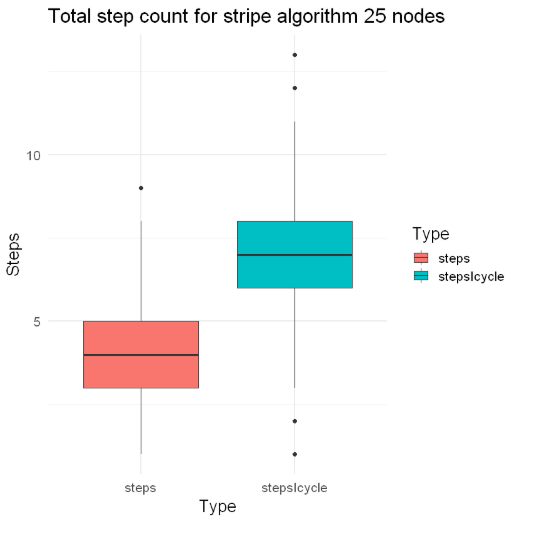 Total step count for stripe algorithm 25 nodes
10
5
Steps
steps
stepslcycle
Type
Type
steps
stepslcycle